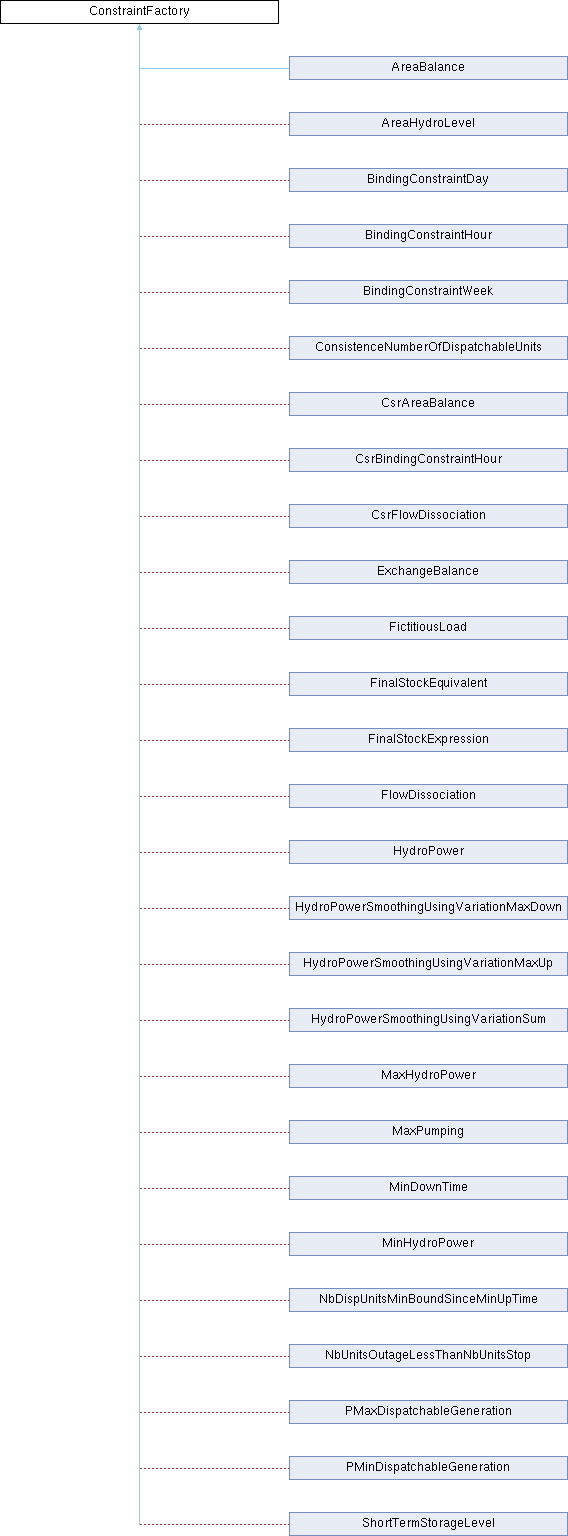 ConstraintFactory
AreaBalance
AreaHydroLevel
BindingConstraintDay
BindingConstraintHour
BindingConstraintWeek
ConsistenceNumberOfDispatchableUnits
CsrAreaBalance
CsrBindingConstraintHour
CsrFlowDissociation
ExchangeBalance
FictitiousLoad
FinalStockEquivalent
FinalStockExpression
FlowDissociation
HydroPower
HydroPowerSmoothingUsingVariationMaxDown
HydroPowerSmoothingUsingVariationMaxUp
HydroPowerSmoothingUsingVariationSum
MaxHydroPower
MaxPumping
MinDownTime
MinHydroPower
NbDispUnitsMinBoundSinceMinUpTime
NbUnitsOutageLessThanNbUnitsStop
PMaxDispatchableGeneration
PMinDispatchableGeneration
ShortTermStorageLevel